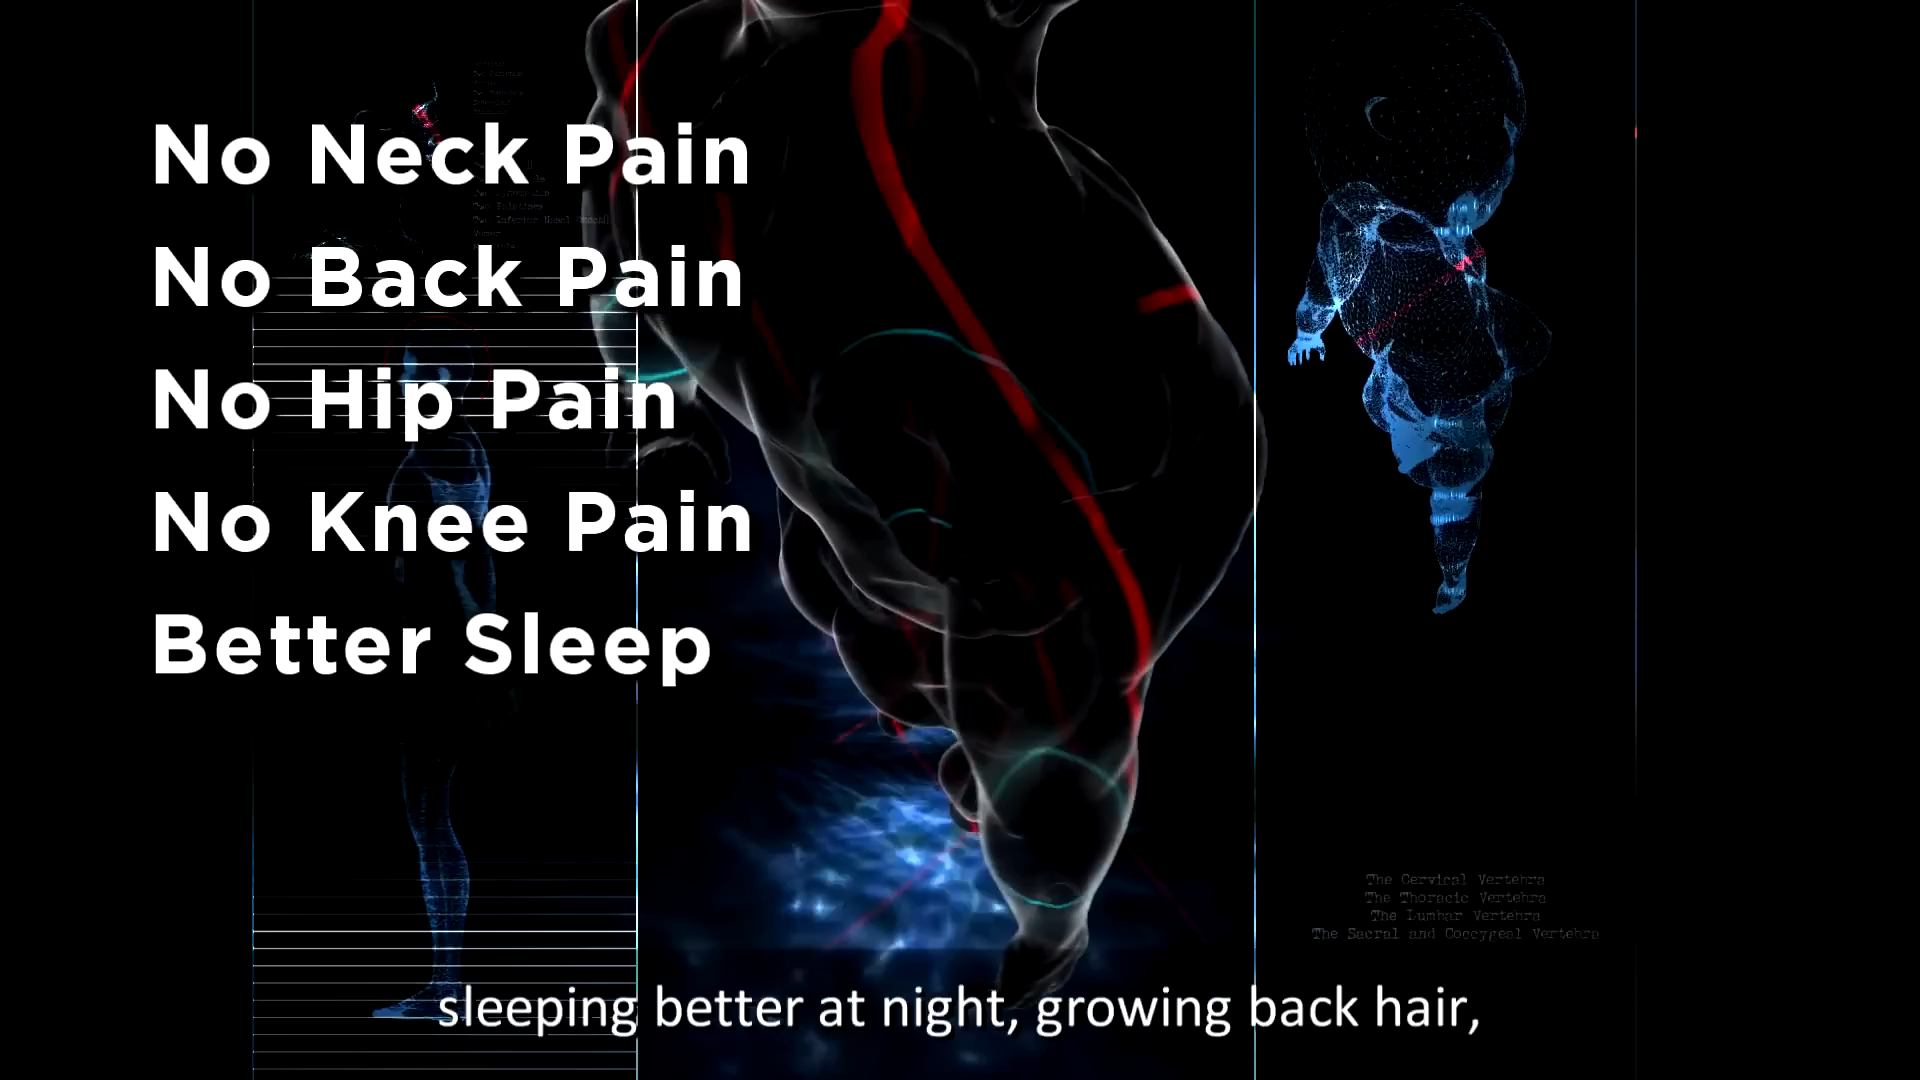 No Neck Pain
No Back Pain
No Hip Pain
No Knee Pain
Better Sleep
The Cervical Vertebra
The Thoracic Vertebra
The Lumbar Vertebra
The Sacral and Coccygeal Vertebra
sleeping better at night, growing back hair,